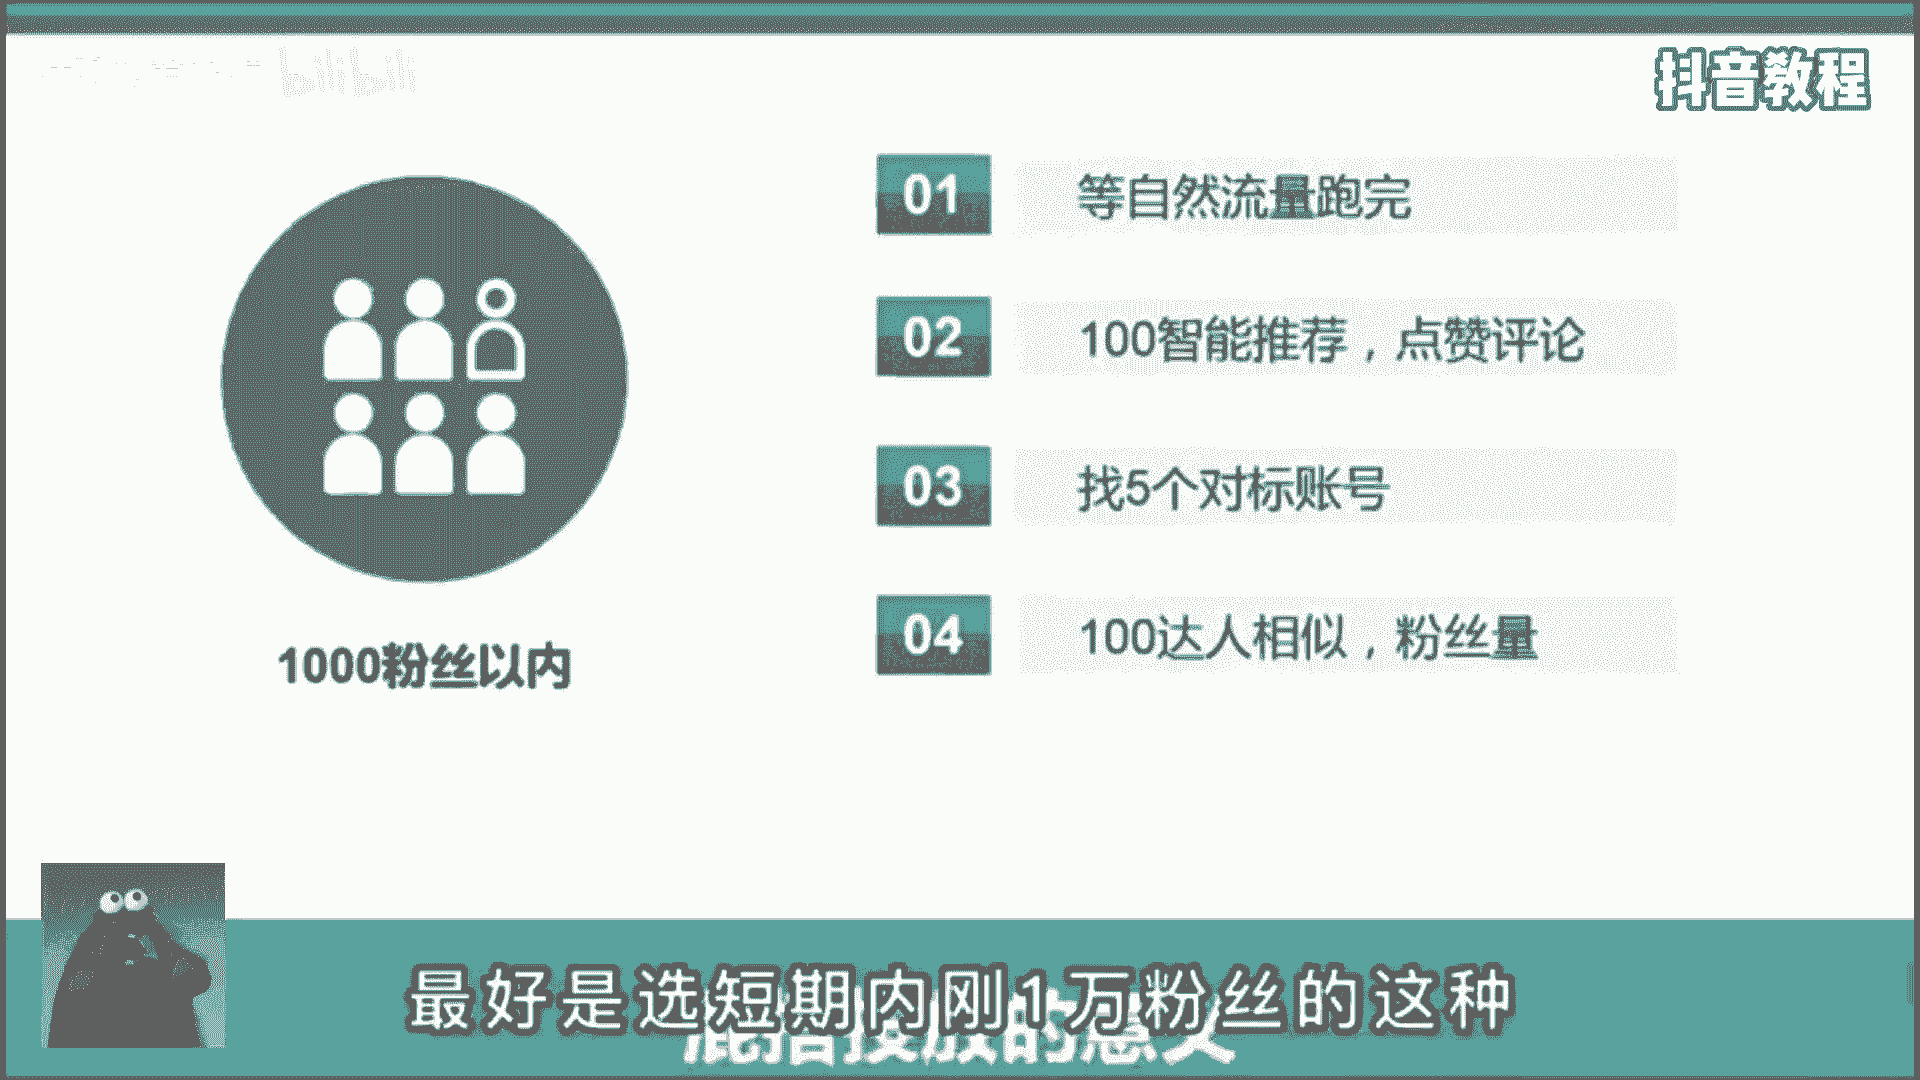 bilibili
抖音教程
01 等自然流量跑完
02 100智能推荐，点赞评论
03 找5个对标账号
04 100达人相似，粉丝量
1000粉丝以内
最好是选短期内刚1万粉丝的这种
的意义